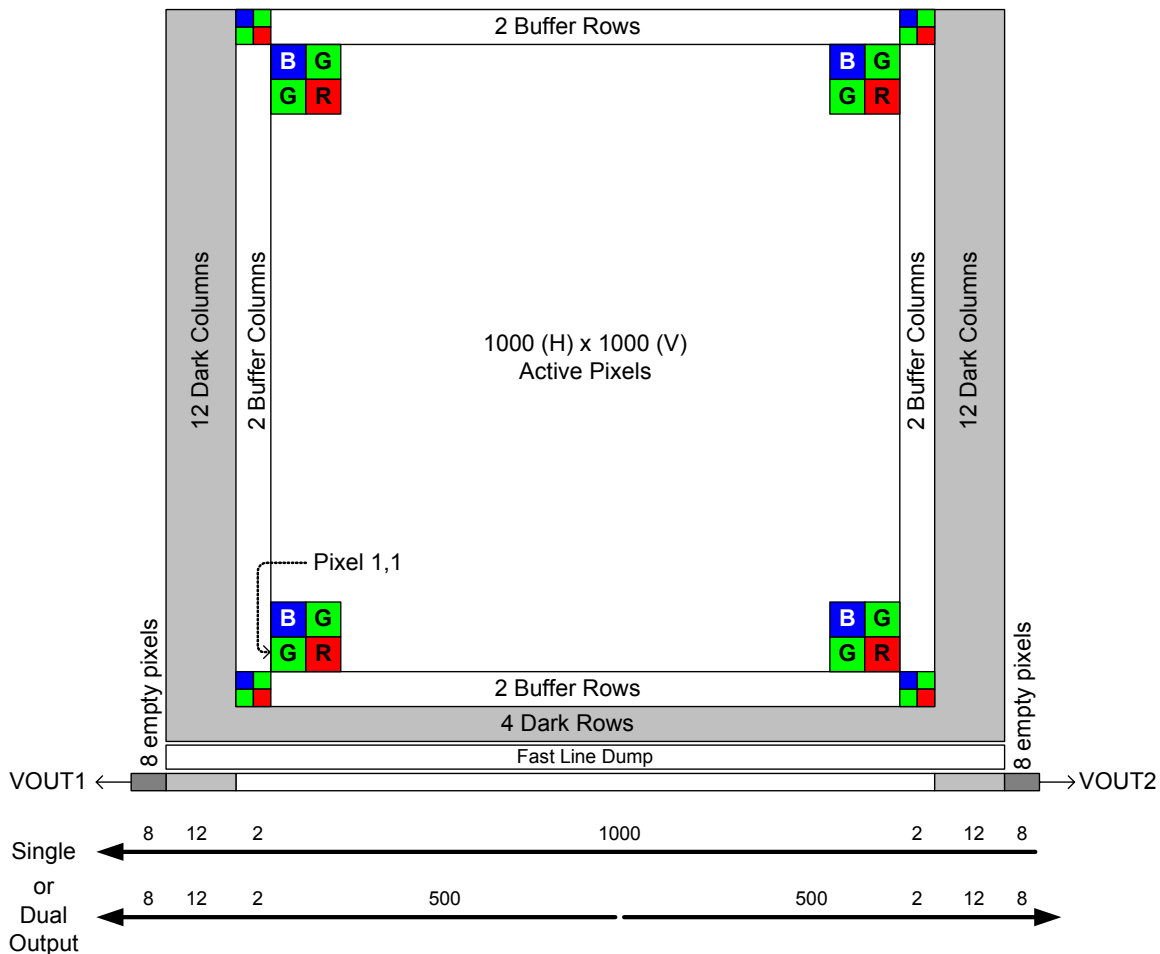 2 Buffer Rows
B G
G R
B G
G R
12 Dark Columns
2 Buffer Columns
1000 (H) x 1000 (V)
Active Pixels
2 Buffer Columns
12 Dark Columns
Pixel 1,1
B G
G R
B G
G R
8 empty pixels
2 Buffer Rows
8 empty pixels
4 Dark Rows
Fast Line Dump
VOUT1
VOUT2
8 12 2 1000 2 12 8
Single
or
Dual
Output
8 12 2 500 500 2 12 8